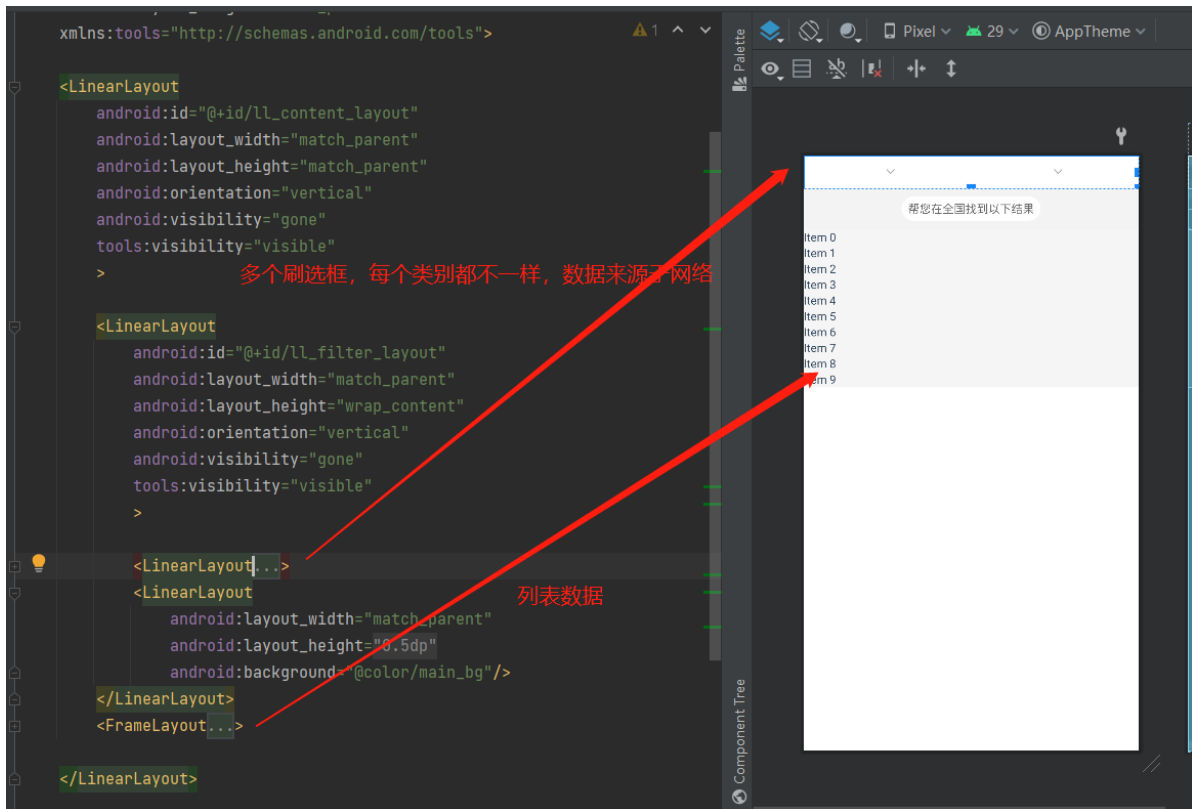 xmlns:tools="http://schemas.android.com/tools">
1
<LinearLayout
android:id="@+id/ll_content_layout"
android:layout_width="match_parent"
android:layout_height="match_parent"
android:orientation="vertical"
android:visibility="gone"
tools:visibility="visible"
>
多个刷选框，每个类别都不一样，数据来源于网络
<LinearLayout
android:id="@+id/ll_filter_layout"
android:layout_width="match_parent"
android:layout_height="wrap_content"
android:orientation="vertical"
android:visibility="gone"
tools:visibility="visible"
>
<LinearLayout...>
<LinearLayout
列表数据
android:layout_width="match_parent"
android:layout_height="0.5dp"
android:background="@color/main_bg"/>
</LinearLayout>
<FrameLayout...>
</LinearLayout>
Palette
Component Tree
Pixel
29
AppTheme
帮您在全国找到以下结果
Item 0
Item 1
Item 2
Item 3
Item 4
Item 5
Item 6
Item 7
Item 8
Item 9